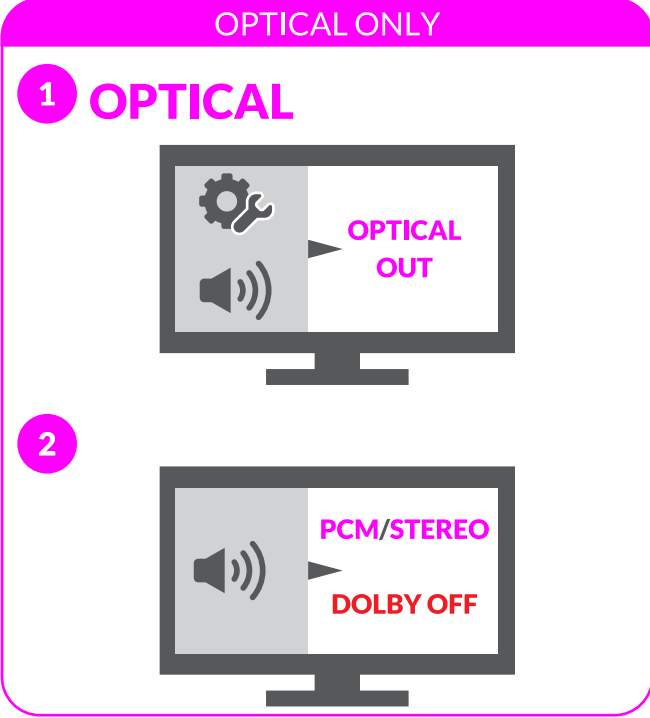 OPTICAL ONLY
1 OPTICAL
OPTICAL
OUT
2
PCM/STEREO
DOLBY OFF